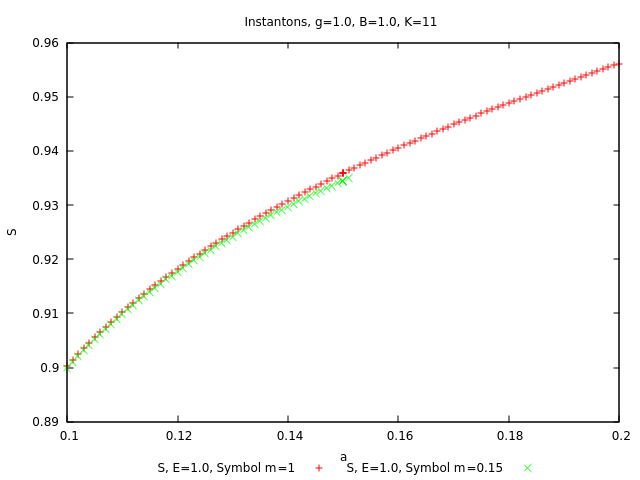 Instantons, g=1.0, B=1.0, K=11
0.96
0.95
0.94
0.93
S
0.92
0.91
0.9
0.89
0.1 0.12 0.14 0.16 0.18 0.2
a
S, E=1.0, Symbol m=1 S, E=1.0, Symbol m=0.15